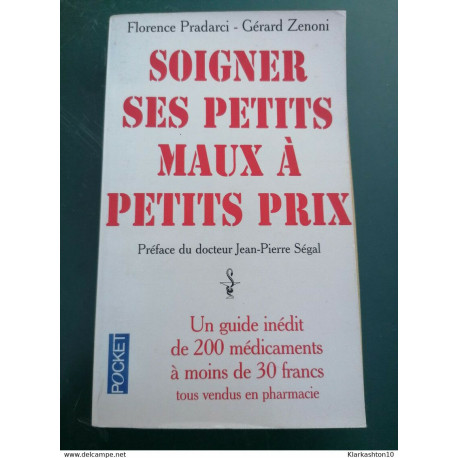 Florence Pradarci - Gérard Zenoni
SOIGNER
SES PETITS
MAUX À
PETITS PRIX
Préface du docteur Jean-Pierre Ségal
Un guide inédit
de 200 médicaments
à moins de 30 francs
tous vendus en pharmacie
POCKET
www.delcampe.net
Klarkashton10